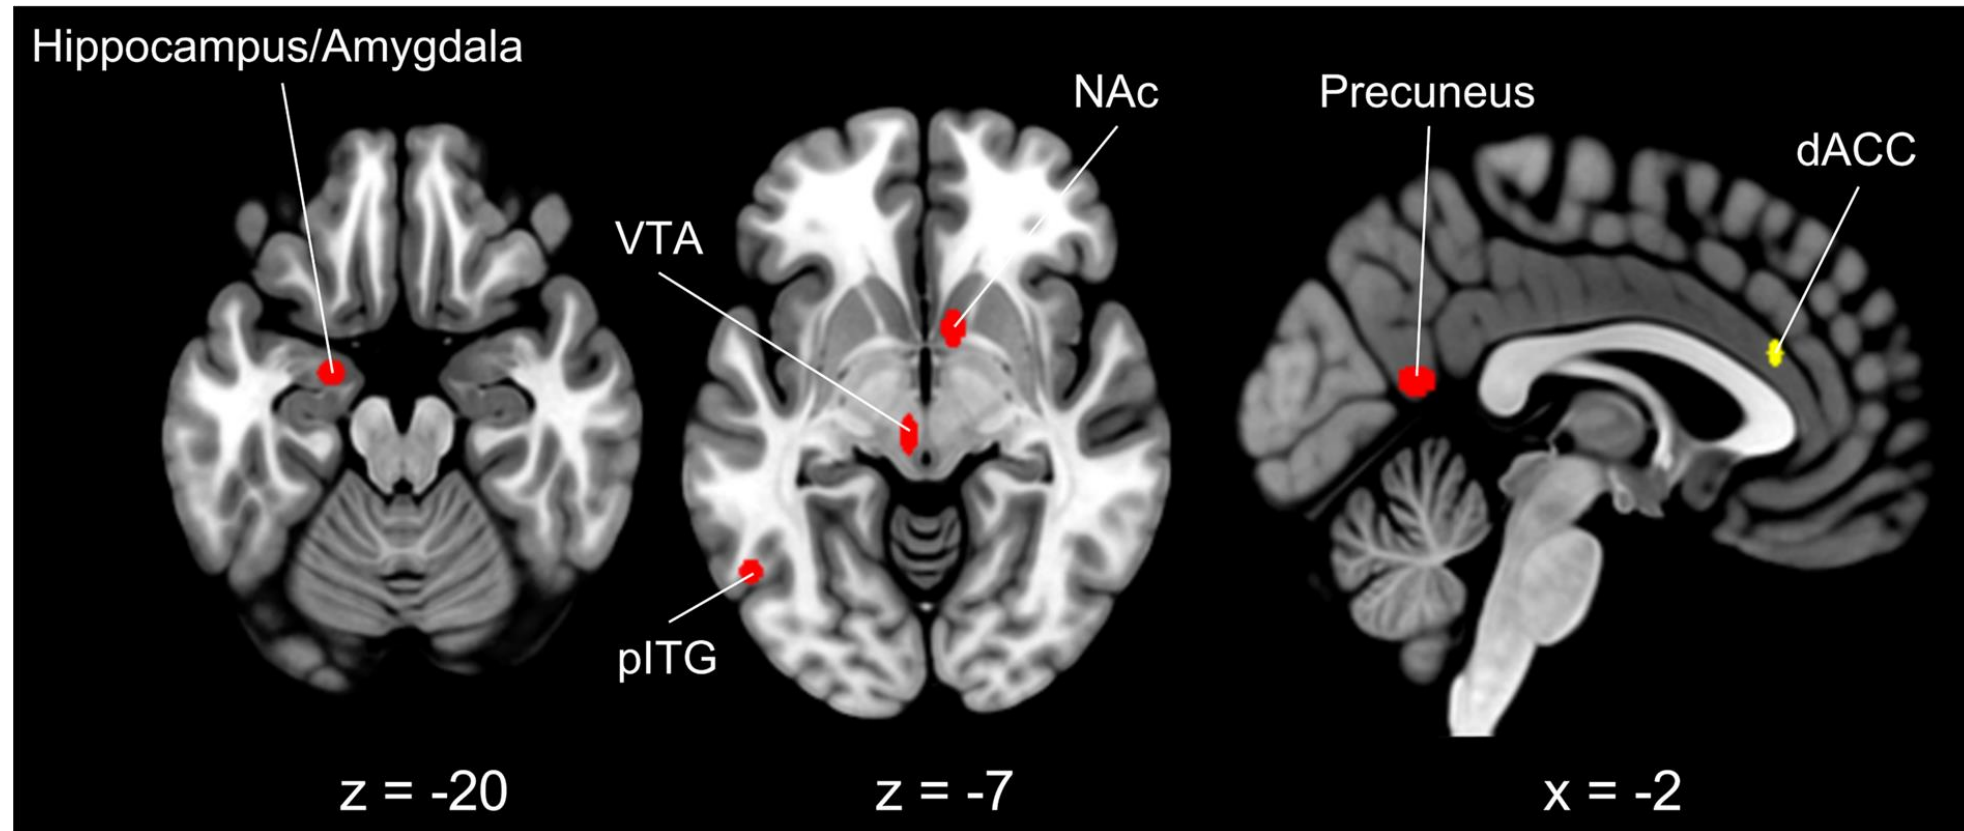 Hippocampus/Amygdala
NAc
Precuneus
dACC
VTA
pITG
z = -20
z = -7
x = -2